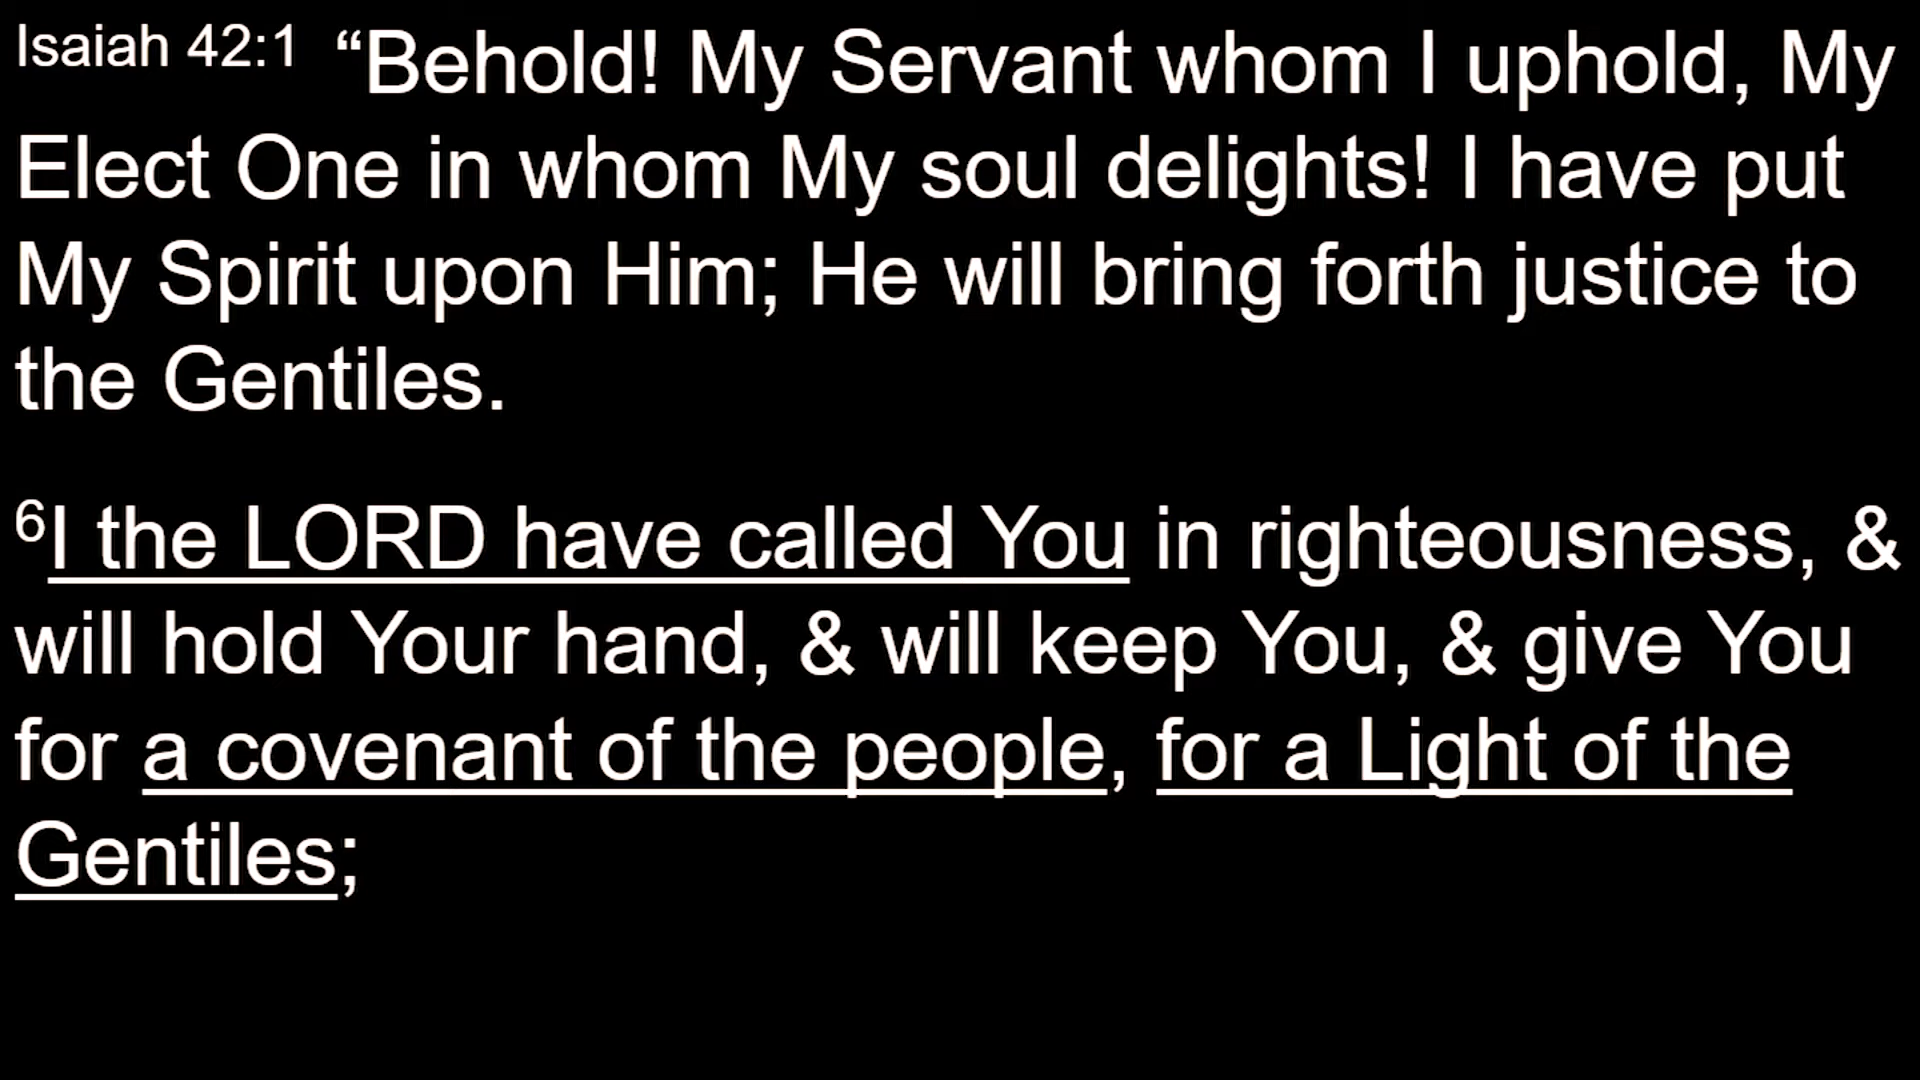 Isaiah 42:1 “Behold! My Servant whom I uphold, My
Elect One in whom My soul delights! I have put
My Spirit upon Him; He will bring forth justice to
the Gentiles.
6I the LORD have called You in righteousness, &
will hold Your hand, & will keep You, & give You
for a covenant of the people, for a Light of the
Gentiles;